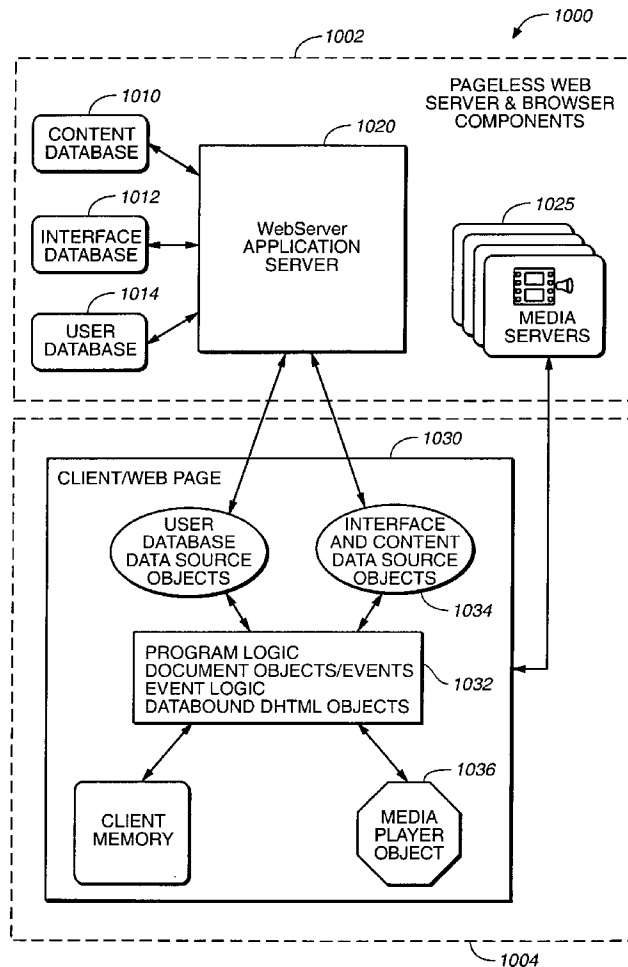 1000
1002
PAGELESS WEB
SERVER & BROWSER
COMPONENTS
1010
CONTENT
DATABASE
1020
1012
INTERFACE
DATABASE
WebServer
APPLICATION
SERVER
1025
MEDIA
SERVERS
1014
USER
DATABASE
1030
CLIENT/WEB PAGE
USER
DATABASE
DATA SOURCE
OBJECTS
INTERFACE
AND CONTENT
DATA SOURCE
OBJECTS
1034
PROGRAM LOGIC
DOCUMENT OBJECTS/EVENTS
EVENT LOGIC
DATABOUND DHTML OBJECTS
1032
1036
CLIENT
MEMORY
MEDIA
PLAYER
OBJECT
1004